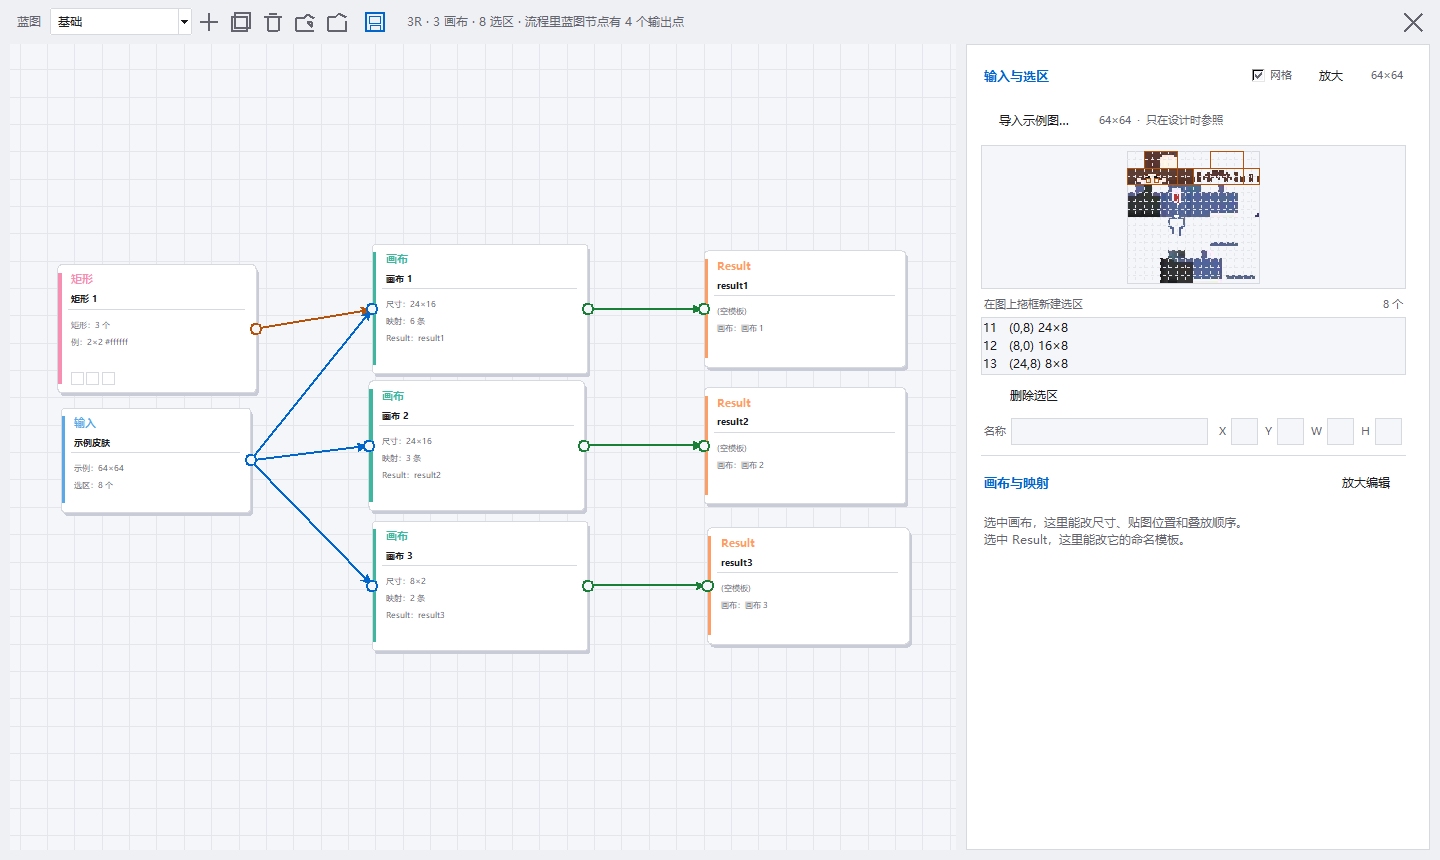 蓝图
基础
3R · 3 画布 · 8 选区 · 流程里蓝图节点有 4 个输出点
矩形
矩形 1
矩形：3 个
例：2×2 #ffffff
输入
示例皮肤
示例：64×64
选区：8 个
画布
画布 1
尺寸：24×16
映射：6 条
Result：result1
画布
画布 2
尺寸：24×16
映射：3 条
Result：result2
画布
画布 3
尺寸：8×2
映射：2 条
Result：result3
Result
result1
(空模板)
画布：画布 1
Result
result2
(空模板)
画布：画布 2
Result
result3
(空模板)
画布：画布 3
输入与选区
网格
放大
64×64
导入示例图...
64×64 · 只在设计时参照
在图上拖框新建选区
8 个
11 (0,8) 24×8
12 (8,0) 16×8
13 (24,8) 8×8
删除选区
名称
X
Y
W
H
画布与映射
放大编辑
选中画布，这里能改尺寸、贴图位置和叠放顺序。
选中 Result，这里能改它的命名模板。